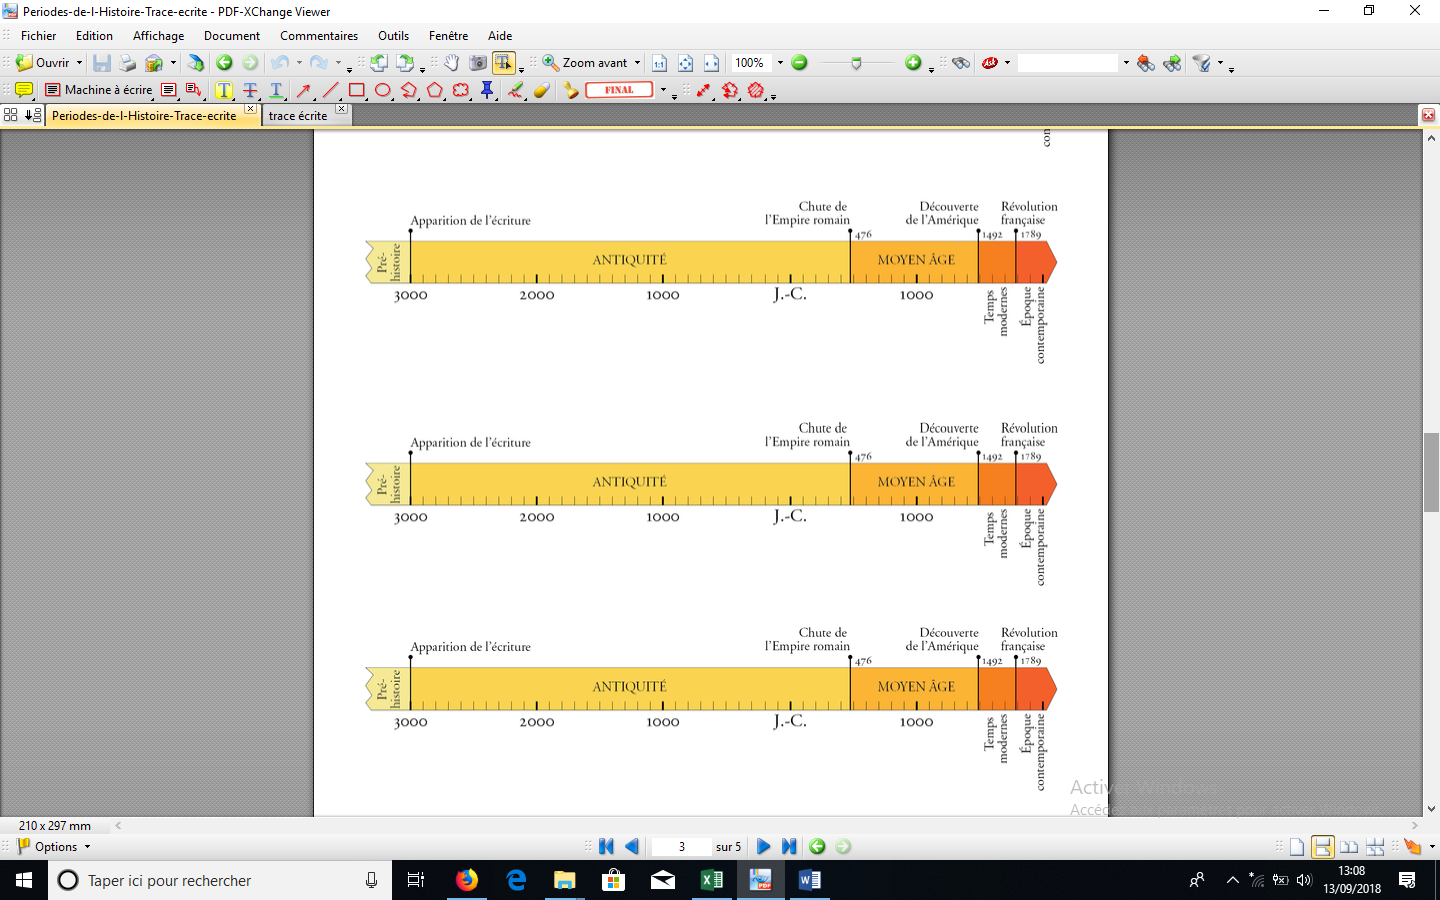 Periodes-de-l-Histoire-Trace-ecrite - PDF-XChange Viewer
Fichier Edition Affichage Document Commentaires Outils Fenêtre Aide
Ouvrir Zoom avant 100%
Machine à écrire FINAL
Periodes-de-l-Histoire-Trace-ecrite trace écrite
con
Apparition de l'écriture
Chute de
l'Empire romain
Découverte
de l'Amérique
Révolution
française
476 1492 1789
Pré-
histoire
ANTIQUITÉ
MOYEN ÂGE
3000 2000 1000 J.-C. 1000
Temps
modernes
Époque
contemporaine
Apparition de l'écriture
Chute de
l'Empire romain
Découverte
de l'Amérique
Révolution
française
476 1492 1789
Pré-
histoire
ANTIQUITÉ
MOYEN ÂGE
3000 2000 1000 J.-C. 1000
Temps
modernes
Époque
contemporaine
Apparition de l'écriture
Chute de
l'Empire romain
Découverte
de l'Amérique
Révolution
française
476 1492 1789
Pré-
histoire
ANTIQUITÉ
MOYEN ÂGE
3000 2000 1000 J.-C. 1000
Temps
modernes
Époque
contemporaine
Activer Windows
210 x 297 mm
Options 3 sur 5
Taper ici pour rechercher
13:08
13/09/2018